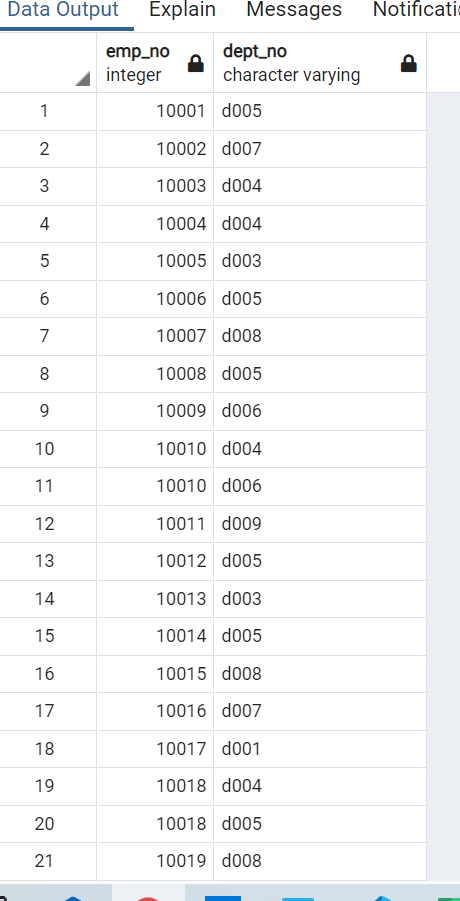 Data Output Explain Messages Notificati
emp_no dept_no
integer character varying
1 10001 d005
2 10002 d007
3 10003 d004
4 10004 d004
5 10005 d003
6 10006 d005
7 10007 d008
8 10008 d005
9 10009 d006
10 10010 d004
11 10010 d006
12 10011 d009
13 10012 d005
14 10013 d003
15 10014 d005
16 10015 d008
17 10016 d007
18 10017 d001
19 10018 d004
20 10018 d005
21 10019 d008